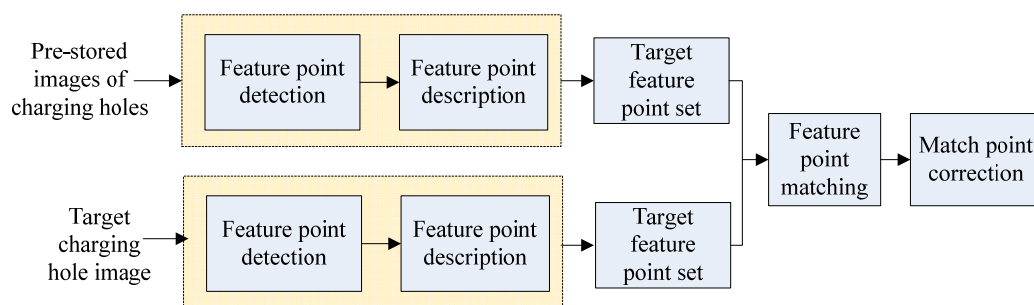 Pre-stored
images of
charging holes
Feature point
detection
Feature point
description
Target
feature
point set
Target
charging
hole image
Feature point
detection
Feature point
description
Target
feature
point set
Feature
point
matching
Match point
correction